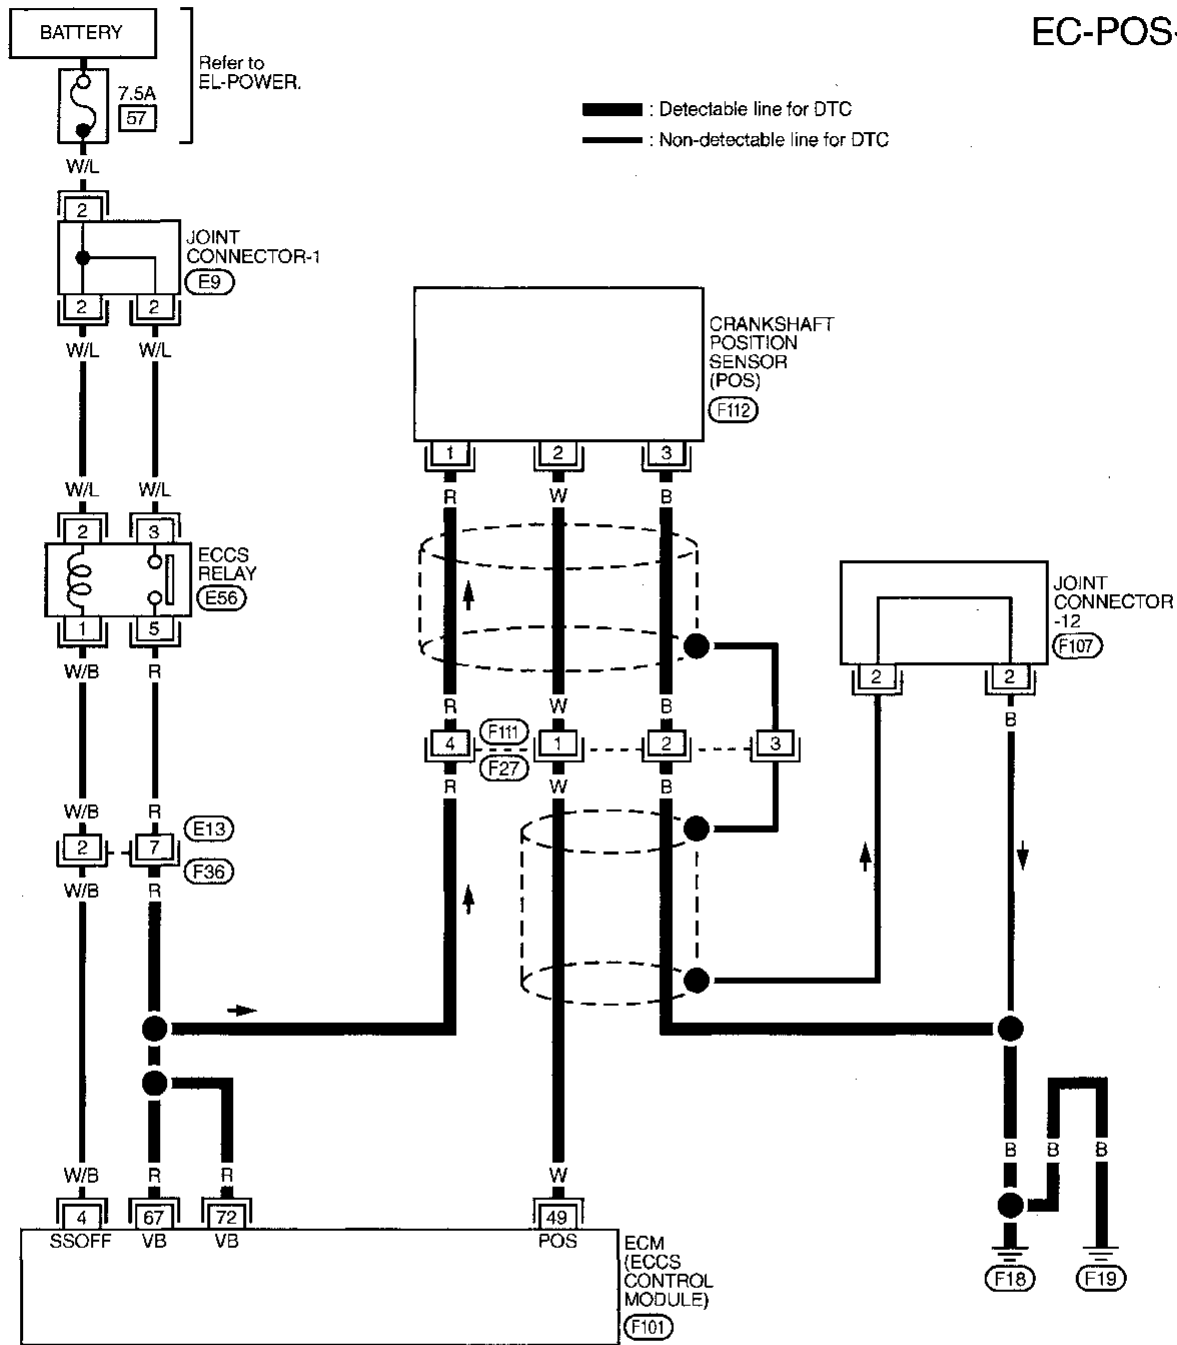 EC-POS-
BATTERY
Refer to
EL-POWER.
7.5A
57
: Detectable line for DTC
: Non-detectable line for DTC
W/L
2
JOINT
CONNECTOR-1
E9
2 2
W/L W/L
CRANKSHAFT
POSITION
SENSOR
(POS)
F112
1 2 3
R W B
W/L W/L
2 3
ECCS
RELAY
E56
1 5
W/B R
JOINT
CONNECTOR
-12
F107
2 2
B
R W B
4 F111 1 2 3
F27
R W B
W/B R
2 7 E13
F36
W/B R
W/B R R W
4 67 72 49
SSOFF VB VB POS
ECM
(ECCS
CONTROL
MODULE)
F101
B B B
F18 F19